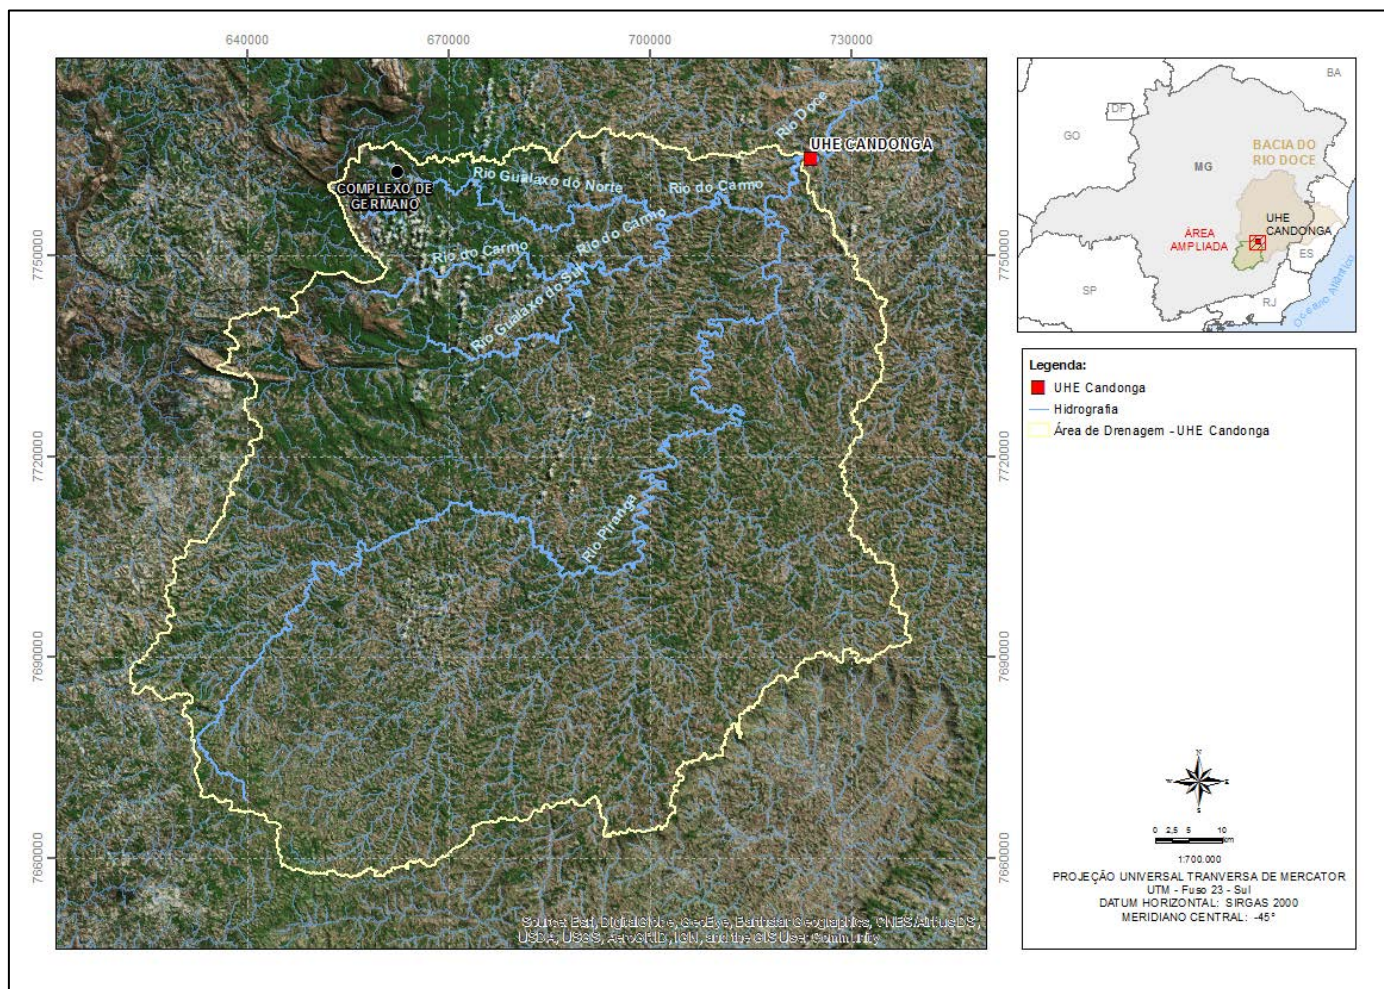 640000
670000
700000
730000
7750000
7720000
7690000
7660000
7750000
7720000
7690000
7660000
Rio Doce
UHE CANDONGA
COMPLEXO DE
GERMANO
Rio Gualaxo do Norte
Rio do Carmo
Rio do Carmo
Rio do Carmo
Rio Gualaxo do Sul
Rio Piranga
Source: Esri, DigitalGlobe, GeoEye, Earthstar Geographics, CNES/Airbus DS,
USDA, USGS, AeroGRID, IGN, and the GIS User Community
BA
DF
GO
BACIA DO
RIO DOCE
MG
UHE
CANDONGA
ÁREA
AMPLIADA
ES
SP
RJ
Oceano Atlântico
Legenda:
UHE Candonga
Hidrografia
Área de Drenagem - UHE Candonga
N
W
E
S
0 2,5 5 10
km
1:700.000
PROJEÇÃO UNIVERSAL TRANVERSA DE MERCATOR
UTM - Fuso 23 - Sul
DATUM HORIZONTAL: SIRGAS 2000
MERIDIANO CENTRAL: -45°